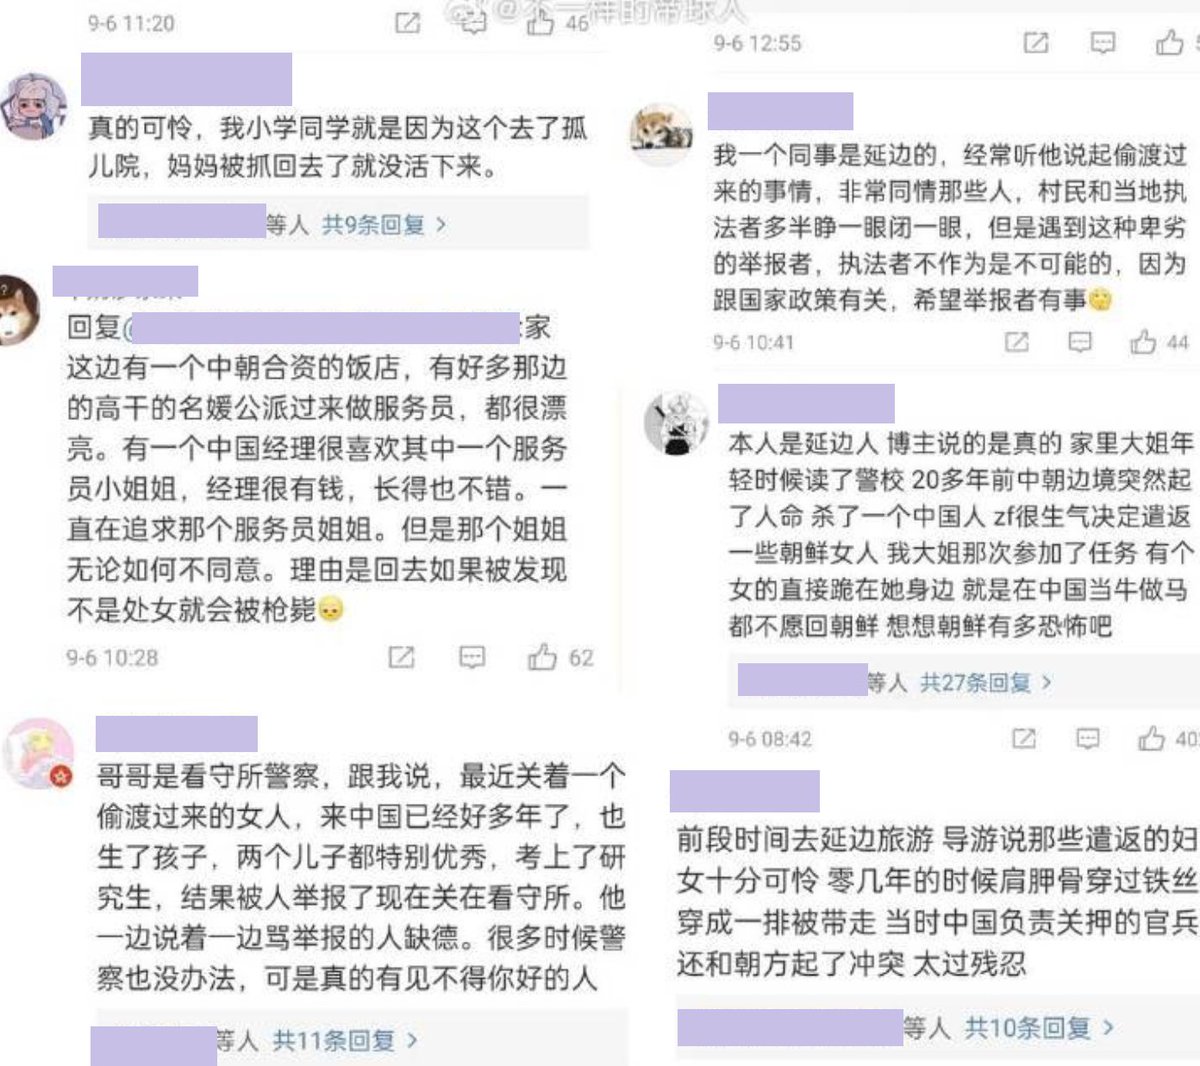 9-6 11:20
46
真的可怜，我小学同学就是因为这个去了孤
儿院，妈妈被抓回去了就没活下来。
等人 共9条回复 >
回复@
:家
这边有一个中朝合资的饭店，有好多那边
的高干的名媛公派过来做服务员，都很漂
亮。有一个中国经理很喜欢其中一个服务
员小姐姐，经理很有钱，长得也不错。一
直在追求那个服务员姐姐。但是那个姐姐
无论如何不同意。理由是回去如果被发现
不是处女就会被枪毙
9-6 10:28
62
哥哥是看守所警察，跟我说，最近关着一个
偷渡过来的女人，来中国已经好多年了，也
生了孩子，两个儿子都特别优秀，考上了研
究生，结果被人举报了现在关在看守所。他
一边说着一边骂举报的人缺德。很多时候警
察也没办法，可是真的有见不得你好的人
等人 共11条回复 >
@不一样的带球人
9-6 12:55
我一个同事是延边的，经常听他说起偷渡过
来的事情，非常同情那些人，村民和当地执
法者多半睁一眼闭一眼，但是遇到这种卑劣
的举报者，执法者不作为是不可能的，因为
跟国家政策有关，希望举报者有事
9-6 10:41
44
本人是延边人 博主说的是真的 家里大姐年
轻时候读了警校 20多年前中朝边境突然起
了人命 杀了一个中国人 zf很生气决定遣返
一些朝鲜女人 我大姐那次参加了任务 有个
女的直接跪在她身边 就是在中国当牛做马
都不愿回朝鲜 想想朝鲜有多恐怖吧
等人 共27条回复 >
9-6 08:42
前段时间去延边旅游 导游说那些遣返的妇
女十分可怜 零几年的时候肩胛骨穿过铁丝
穿成一排被带走 当时中国负责关押的官兵
还和朝方起了冲突 太过残忍
等人 共10条回复 >